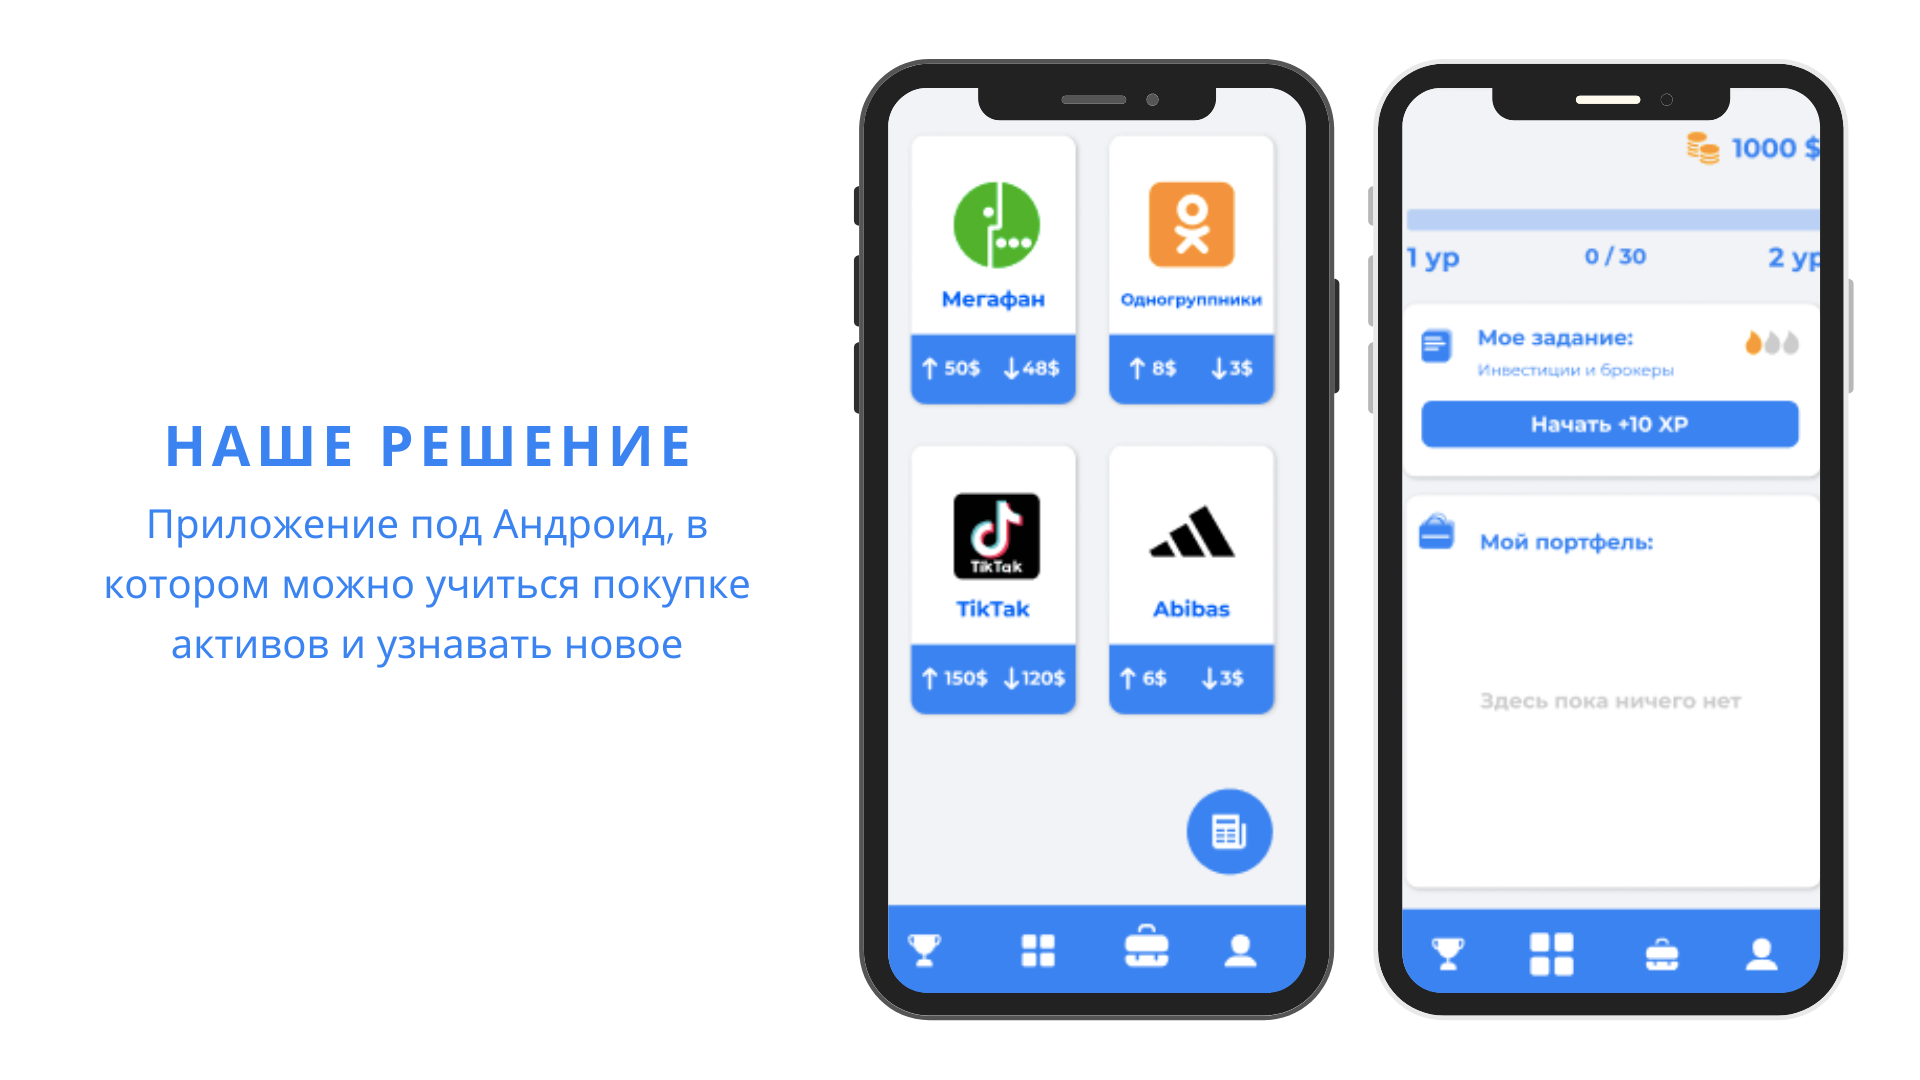 НАШЕ РЕШЕНИЕ
Приложение под Андроид, в
котором можно учиться покупке
активов и узнавать новое
Мегафан
Одногруппники
↑ 50$ ↓48$
↑ 8$ ↓3$
TikTak
TikTak
Abibas
↑ 150$ ↓120$
↑ 6$ ↓3$
1000 $
1 ур 0 / 30 2 ур
Мое задание:
Инвестиции и брокеры
Начать +10 XP
Мой портфель:
Здесь пока ничего нет